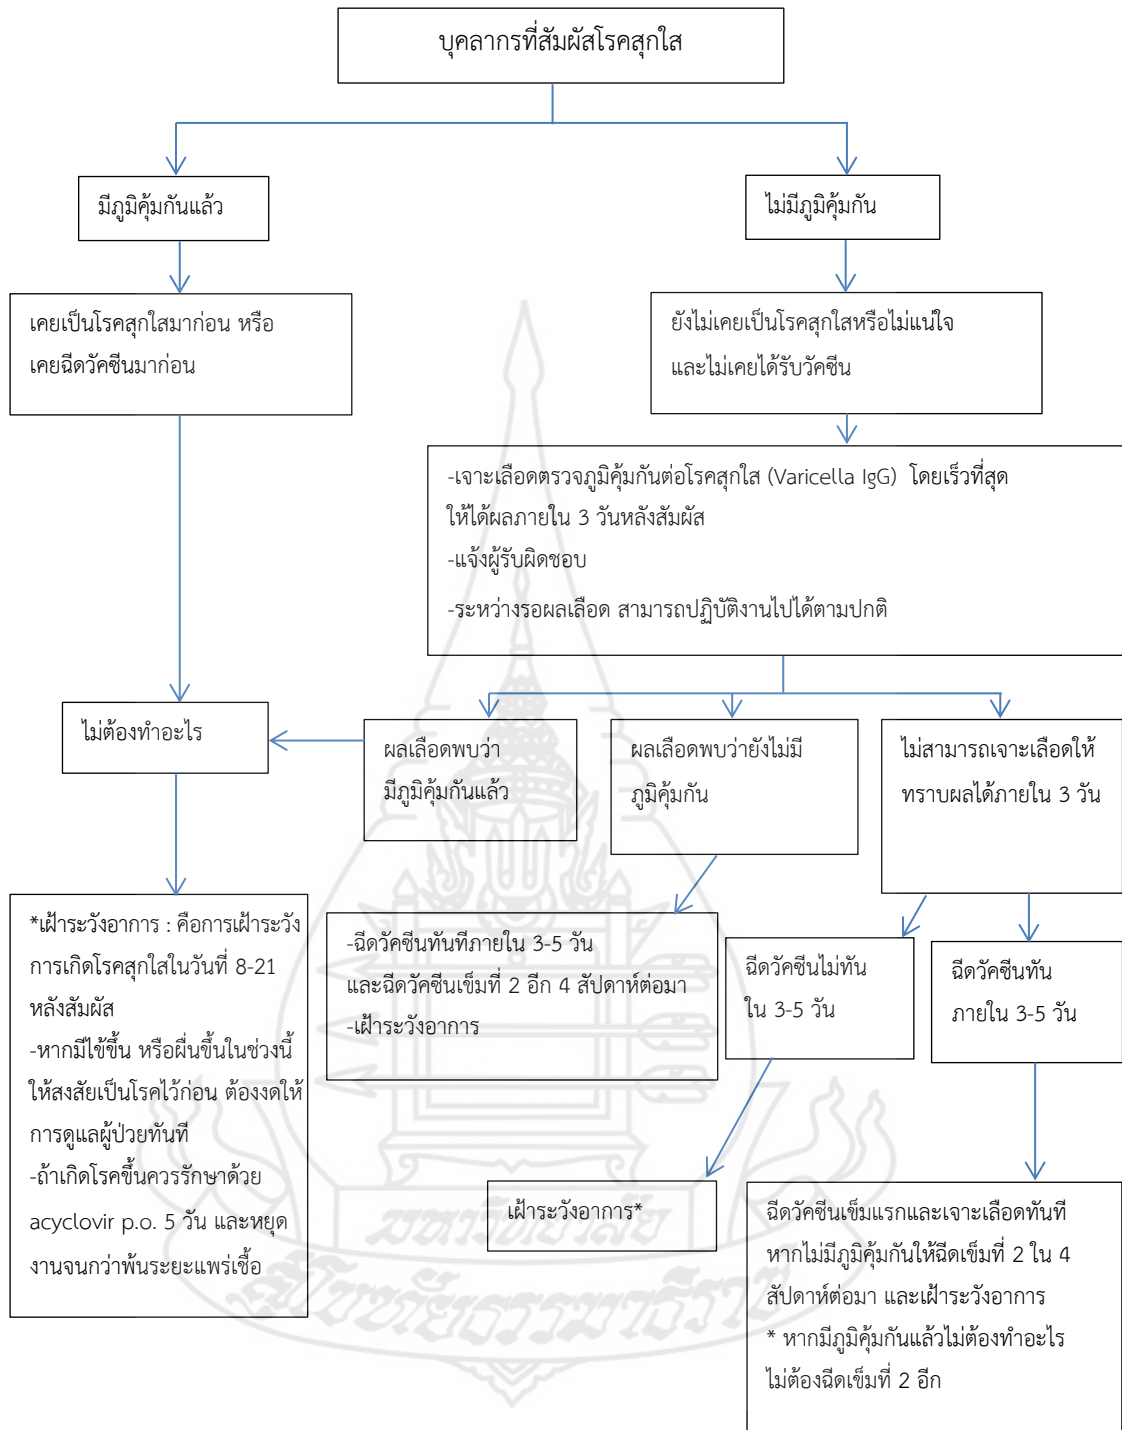 บุคลากรที่สัมผัสโรคสุกใส
มีภูมิคุ้มกันแล้ว
ไม่มีภูมิคุ้มกัน
เคยเป็นโรคสุกใสมาก่อน หรือ
เคยฉีดวัคซีนมาก่อน
ยังไม่เคยเป็นโรคสุกใสหรือไม่แน่ใจ
และไม่เคยได้รับวัคซีน
-เจาะเลือดตรวจภูมิคุ้มกันต่อโรคสุกใส (Varicella IgG) โดยเร็วที่สุด
ให้ได้ผลภายใน 3 วันหลังสัมผัส
-แจ้งผู้รับผิดชอบ
-ระหว่างรอผลเลือด สามารถปฏิบัติงานไปได้ตามปกติ
ไม่ต้องทำอะไร
ผลเลือดพบว่า
มีภูมิคุ้มกันแล้ว
ผลเลือดพบว่ายังไม่มี
ภูมิคุ้มกัน
ไม่สามารถเจาะเลือดให้
ทราบผลได้ภายใน 3 วัน
*เฝ้าระวังอาการ : คือการเฝ้าระวัง
การเกิดโรคสุกใสในวันที่ 8-21
หลังสัมผัส
-หากมีไข้ขึ้น หรือผื่นขึ้นในช่วงนี้
ให้สงสัยเป็นโรคไว้ก่อน ต้องงดให้
การดูแลผู้ป่วยทันที
-ถ้าเกิดโรคขึ้นควรรักษาด้วย
acyclovir p.o. 5 วัน และหยุด
งานจนกว่าพ้นระยะแพร่เชื้อ
-ฉีดวัคซีนทันทีภายใน 3-5 วัน
และฉีดวัคซีนเข็มที่ 2 อีก 4 สัปดาห์ต่อมา
-เฝ้าระวังอาการ
ฉีดวัคซีนไม่ทัน
ใน 3-5 วัน
ฉีดวัคซีนทัน
ภายใน 3-5 วัน
เฝ้าระวังอาการ*
ฉีดวัคซีนเข็มแรกและเจาะเลือดทันที
หากไม่มีภูมิคุ้มกันให้ฉีดเข็มที่ 2 ใน 4
สัปดาห์ต่อมา และเฝ้าระวังอาการ
* หากมีภูมิคุ้มกันแล้วไม่ต้องทำอะไร
ไม่ต้องฉีดเข็มที่ 2 อีก
มหาวิทยาลัย
สุโขทัยธรรมาธิราช